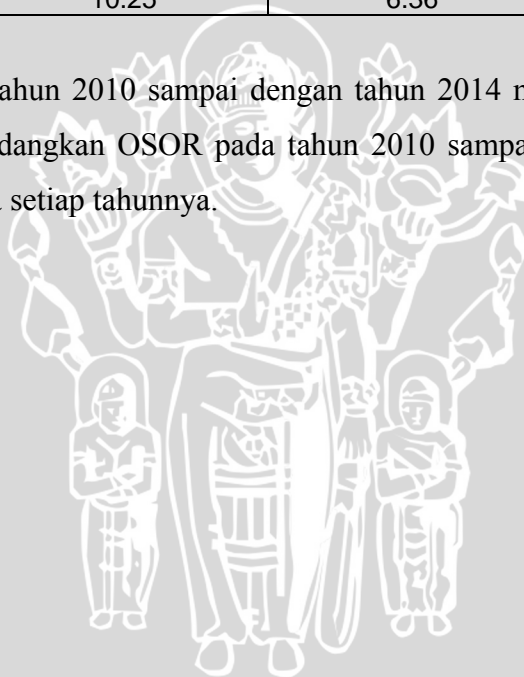 10.25 6.36
ahun 2010 sampai dengan tahun 2014 n
dangkan OSOR pada tahun 2010 sampa
setiap tahunnya.